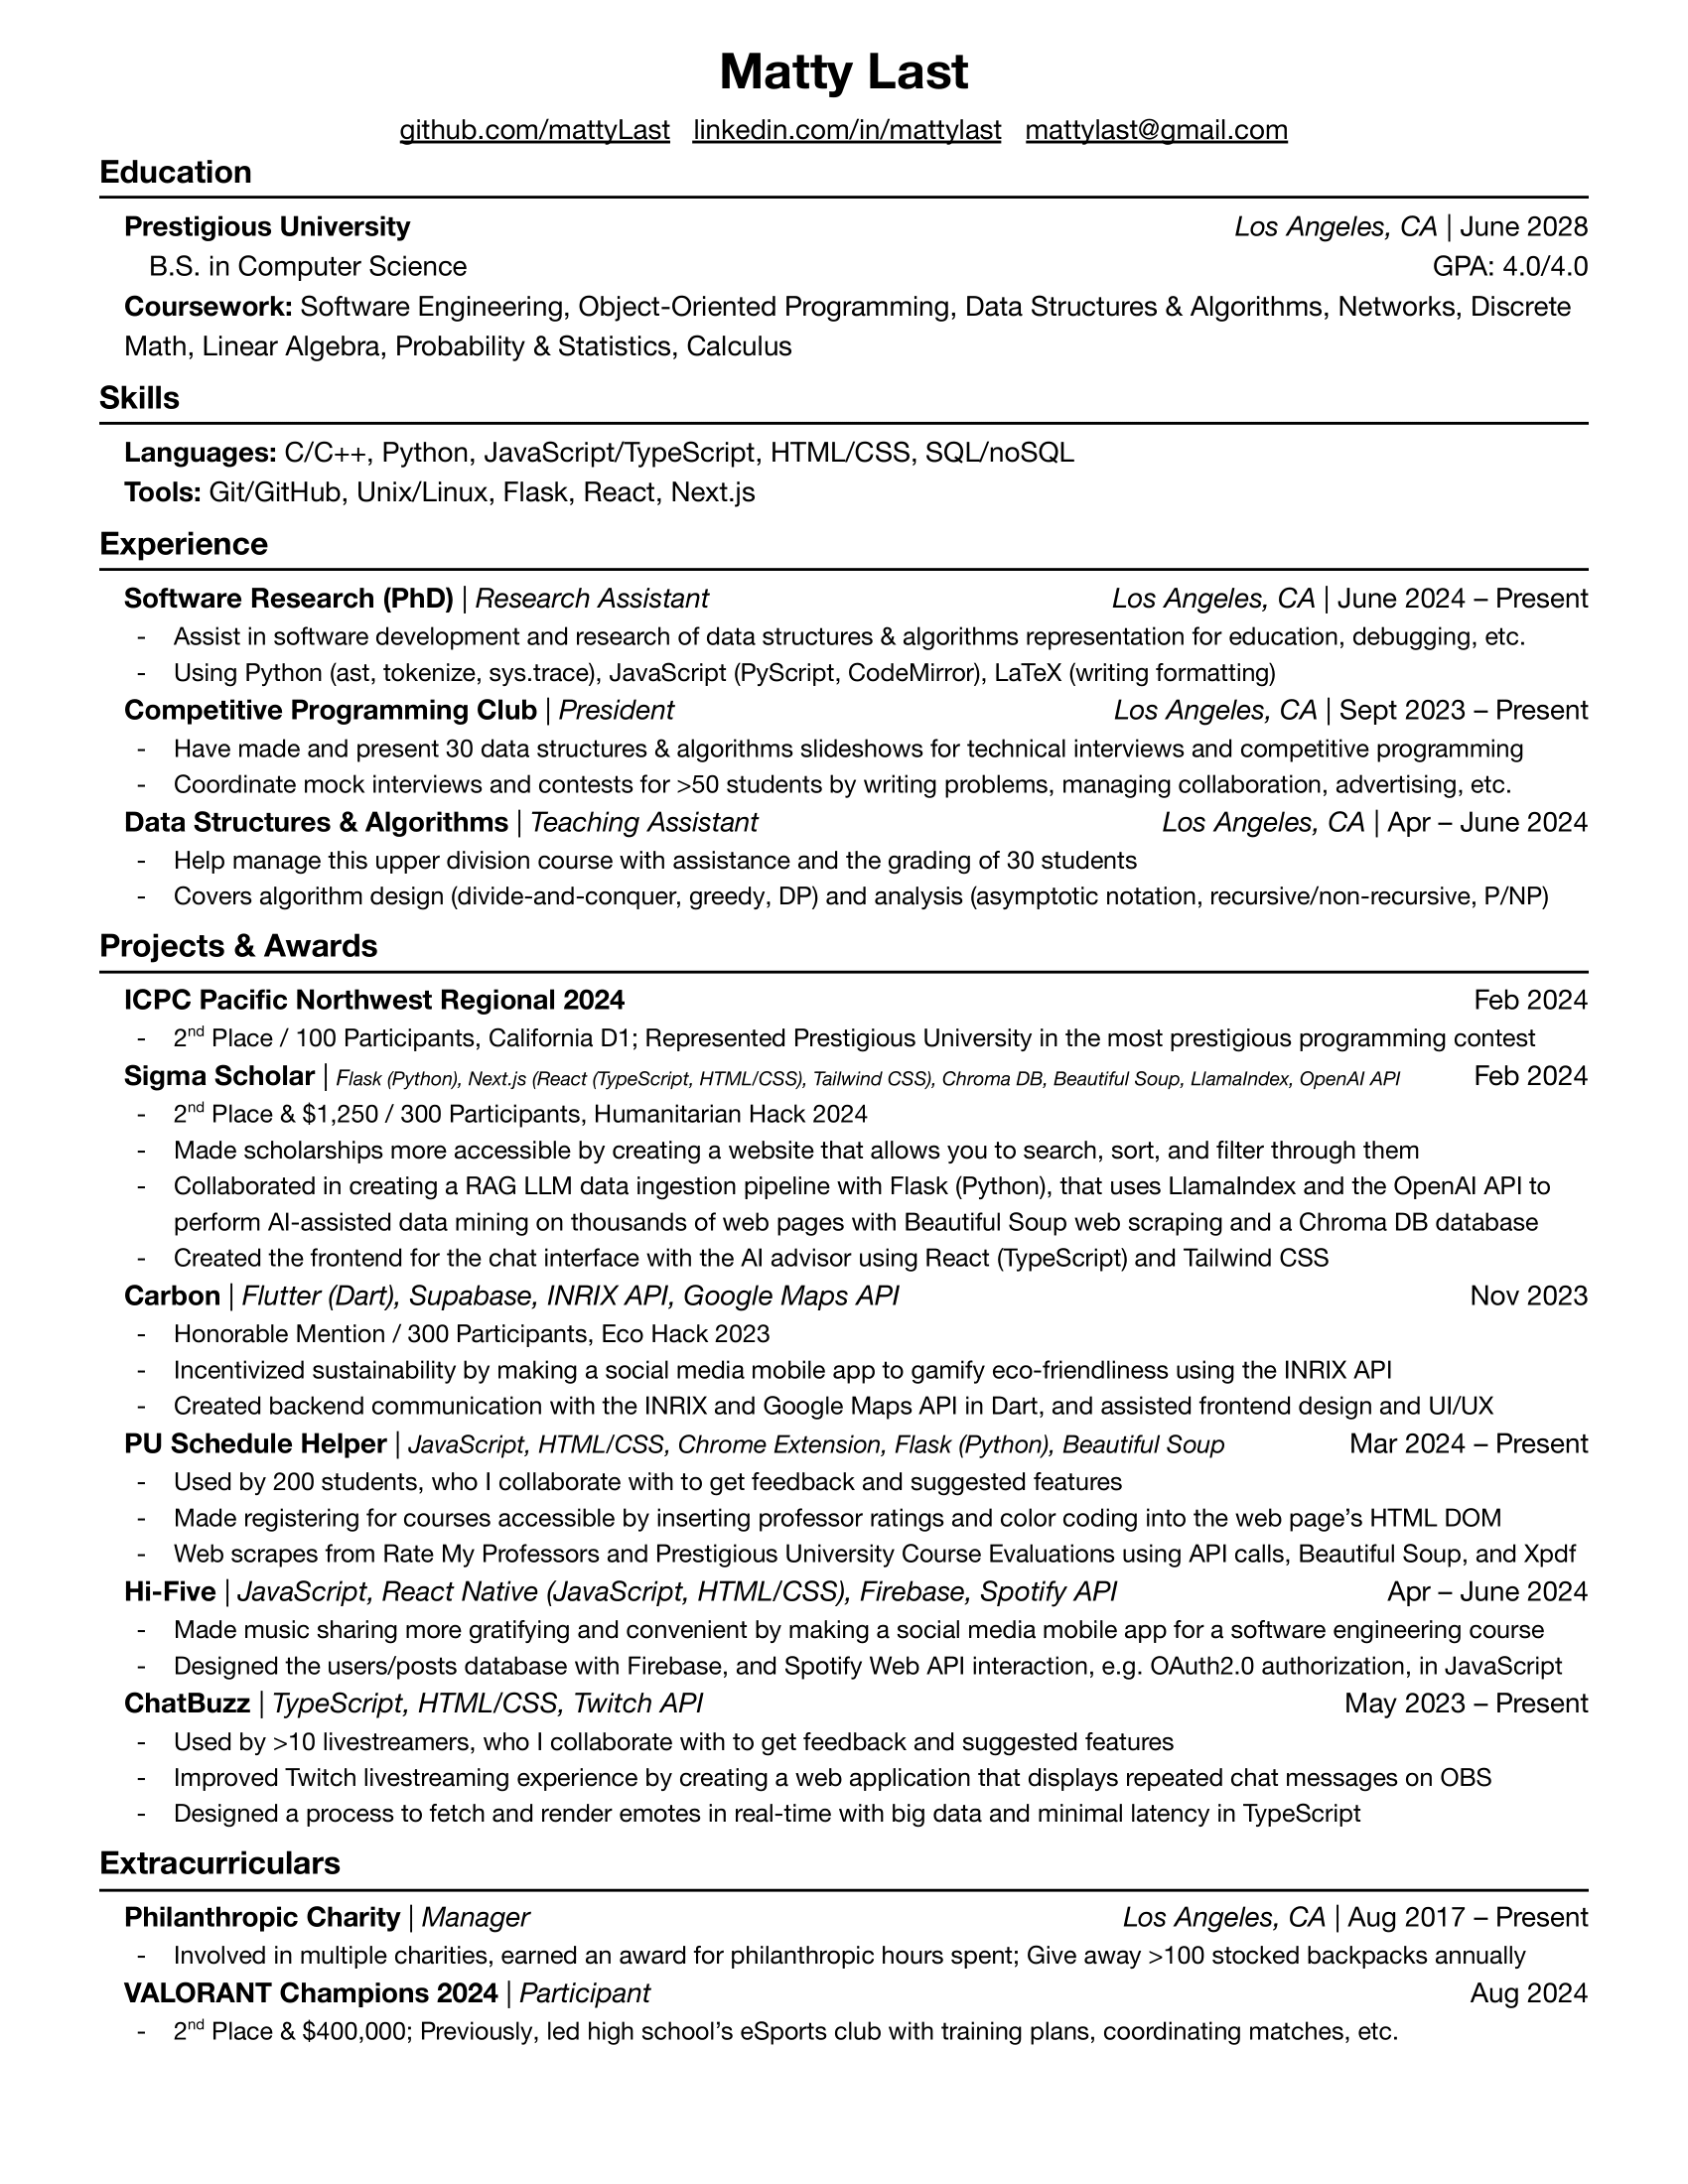 Matty Last
github.com/mattyLast linkedin.com/in/mattylast mattylast@gmail.com
Education
Prestigious University Los Angeles, CA | June 2028
B.S. in Computer Science GPA: 4.0/4.0
Coursework: Software Engineering, Object-Oriented Programming, Data Structures & Algorithms, Networks, Discrete
Math, Linear Algebra, Probability & Statistics, Calculus
Skills
Languages: C/C++, Python, JavaScript/TypeScript, HTML/CSS, SQL/noSQL
Tools: Git/GitHub, Unix/Linux, Flask, React, Next.js
Experience
Software Research (PhD) | Research Assistant Los Angeles, CA | June 2024 – Present
- Assist in software development and research of data structures & algorithms representation for education, debugging, etc.
- Using Python (ast, tokenize, sys.trace), JavaScript (PyScript, CodeMirror), LaTeX (writing formatting)
Competitive Programming Club | President Los Angeles, CA | Sept 2023 – Present
- Have made and present 30 data structures & algorithms slideshows for technical interviews and competitive programming
- Coordinate mock interviews and contests for >50 students by writing problems, managing collaboration, advertising, etc.
Data Structures & Algorithms | Teaching Assistant Los Angeles, CA | Apr – June 2024
- Help manage this upper division course with assistance and the grading of 30 students
- Covers algorithm design (divide-and-conquer, greedy, DP) and analysis (asymptotic notation, recursive/non-recursive, P/NP)
Projects & Awards
ICPC Pacific Northwest Regional 2024 Feb 2024
- 2nd Place / 100 Participants, California D1; Represented Prestigious University in the most prestigious programming contest
Sigma Scholar | Flask (Python), Next.js (React (TypeScript, HTML/CSS), Tailwind CSS), Chroma DB, Beautiful Soup, LlamaIndex, OpenAI API Feb 2024
- 2nd Place & $1,250 / 300 Participants, Humanitarian Hack 2024
- Made scholarships more accessible by creating a website that allows you to search, sort, and filter through them
- Collaborated in creating a RAG LLM data ingestion pipeline with Flask (Python), that uses LlamaIndex and the OpenAI API to
perform AI-assisted data mining on thousands of web pages with Beautiful Soup web scraping and a Chroma DB database
- Created the frontend for the chat interface with the AI advisor using React (TypeScript) and Tailwind CSS
Carbon | Flutter (Dart), Supabase, INRIX API, Google Maps API Nov 2023
- Honorable Mention / 300 Participants, Eco Hack 2023
- Incentivized sustainability by making a social media mobile app to gamify eco-friendliness using the INRIX API
- Created backend communication with the INRIX and Google Maps API in Dart, and assisted frontend design and UI/UX
PU Schedule Helper | JavaScript, HTML/CSS, Chrome Extension, Flask (Python), Beautiful Soup Mar 2024 – Present
- Used by 200 students, who I collaborate with to get feedback and suggested features
- Made registering for courses accessible by inserting professor ratings and color coding into the web page’s HTML DOM
- Web scrapes from Rate My Professors and Prestigious University Course Evaluations using API calls, Beautiful Soup, and Xpdf
Hi-Five | JavaScript, React Native (JavaScript, HTML/CSS), Firebase, Spotify API Apr – June 2024
- Made music sharing more gratifying and convenient by making a social media mobile app for a software engineering course
- Designed the users/posts database with Firebase, and Spotify Web API interaction, e.g. OAuth2.0 authorization, in JavaScript
ChatBuzz | TypeScript, HTML/CSS, Twitch API May 2023 – Present
- Used by >10 livestreamers, who I collaborate with to get feedback and suggested features
- Improved Twitch livestreaming experience by creating a web application that displays repeated chat messages on OBS
- Designed a process to fetch and render emotes in real-time with big data and minimal latency in TypeScript
Extracurriculars
Philanthropic Charity | Manager Los Angeles, CA | Aug 2017 – Present
- Involved in multiple charities, earned an award for philanthropic hours spent; Give away >100 stocked backpacks annually
VALORANT Champions 2024 | Participant Aug 2024
- 2nd Place & $400,000; Previously, led high school’s eSports club with training plans, coordinating matches, etc.